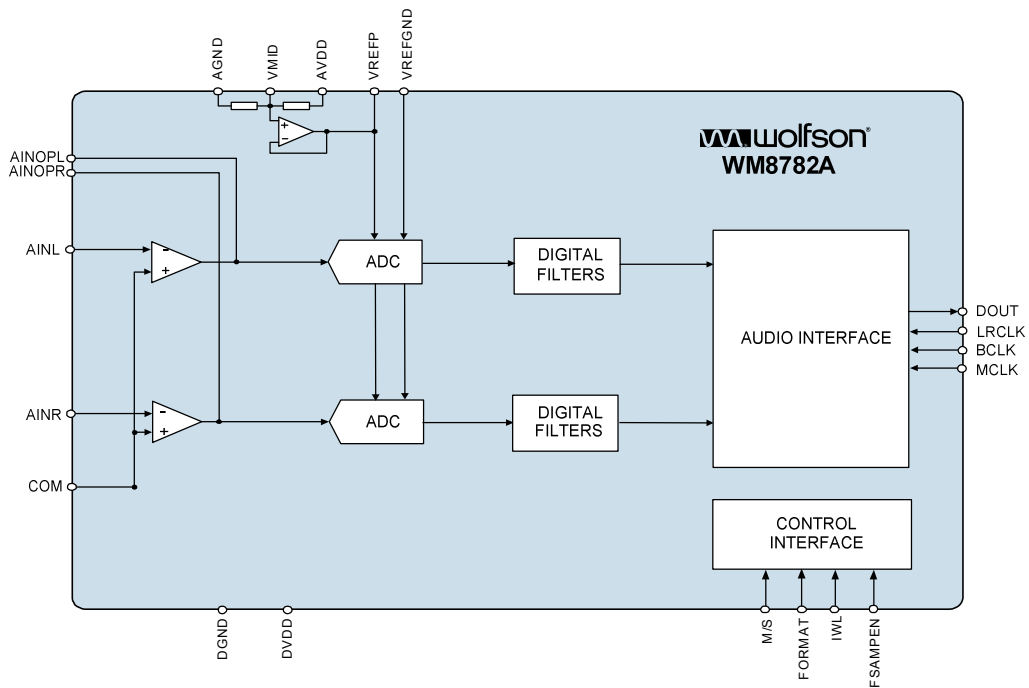 AGND
VMID
AVDD
VREFP
VREFGND
wolfson®
WM8782A
AINOPL
AINOPR
AINL
-
+
ADC
DIGITAL
FILTERS
AUDIO INTERFACE
DOUT
LRCLK
BCLK
MCLK
AINR
-
+
ADC
DIGITAL
FILTERS
COM
CONTROL
INTERFACE
DGND
DVDD
M/S
FORMAT
IWL
FSAMPEN